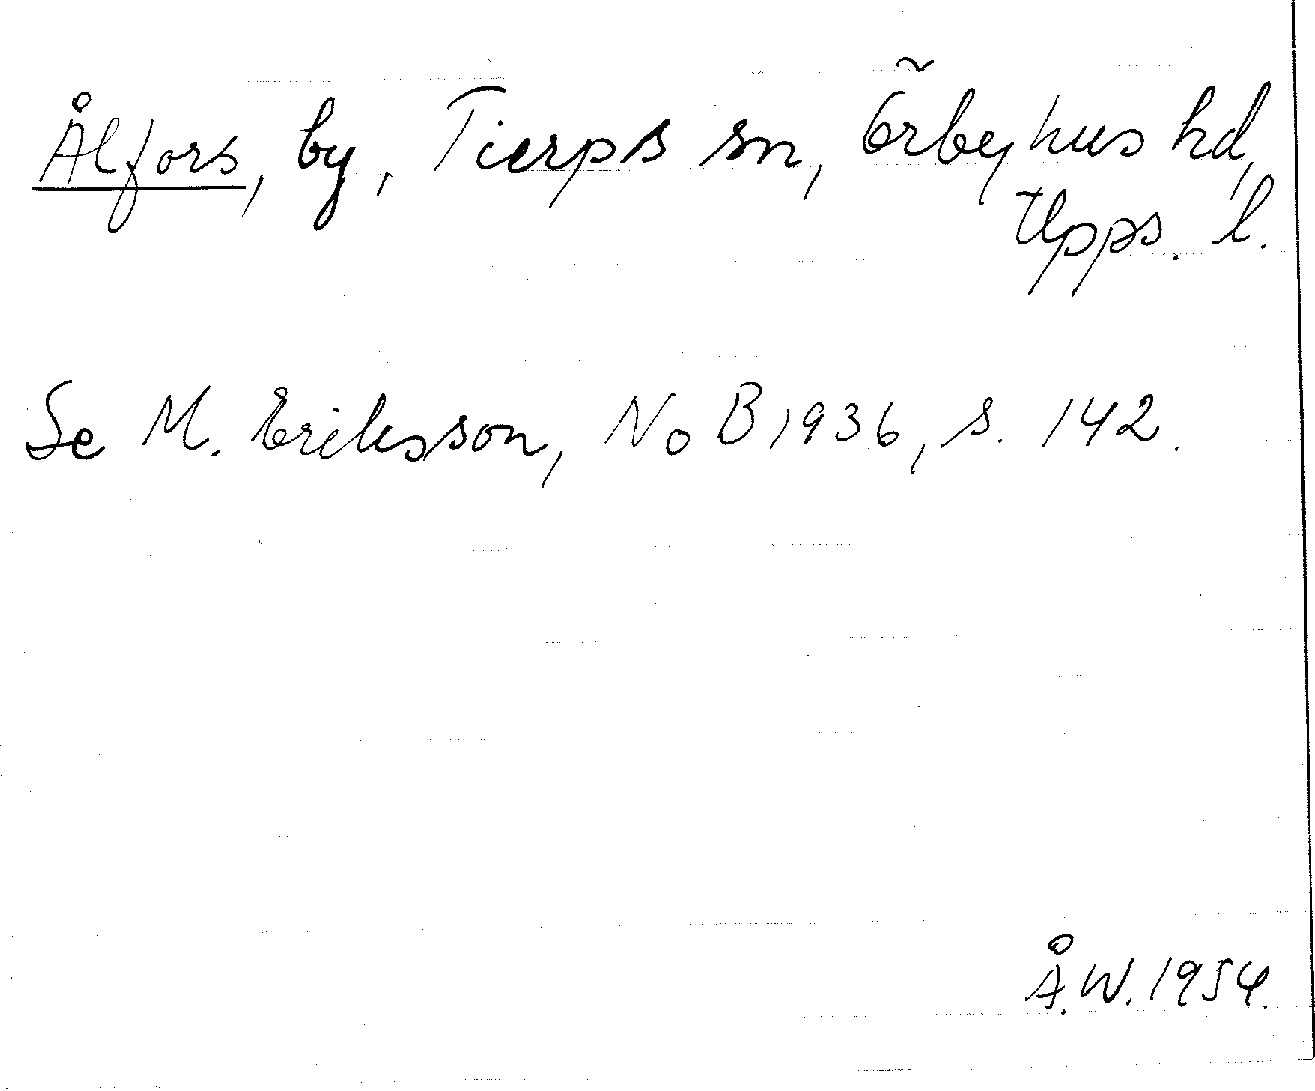 Ålfors, by, Tierps sn, Örbyhus hd,
Upps. l.
Se M. Eriksson, NoB 1936, s. 142.
Å.W. 1954.